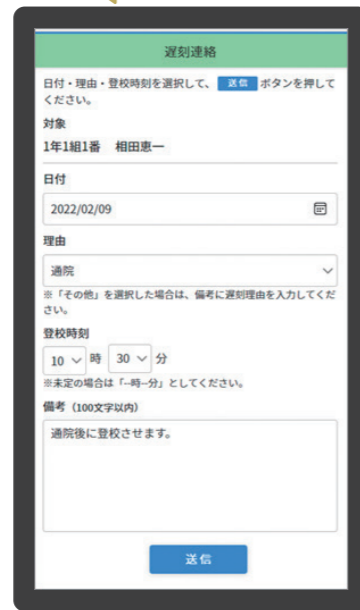 遅刻連絡
日付・理由・登校時刻を選択して、 送信 ボタンを押して
ください。
対象
1年1組1番 相田恵一
日付
2022/02/09
理由
通院
※「その他」を選択した場合は、備考に遅刻理由を入力してくだ
さい。
登校時刻
10 時 30 分
※未定の場合は「--時--分」としてください。
備考（100文字以内）
通院後に登校させます。
送信